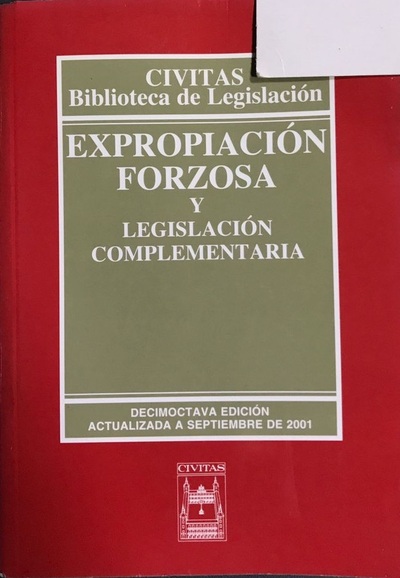 CIVITAS
Biblioteca de Legislación
EXPROPIACIÓN
FORZOSA
Y
LEGISLACIÓN
COMPLEMENTARIA
DECIMOCTAVA EDICIÓN
ACTUALIZADA A SEPTIEMBRE DE 2001
CIVITAS